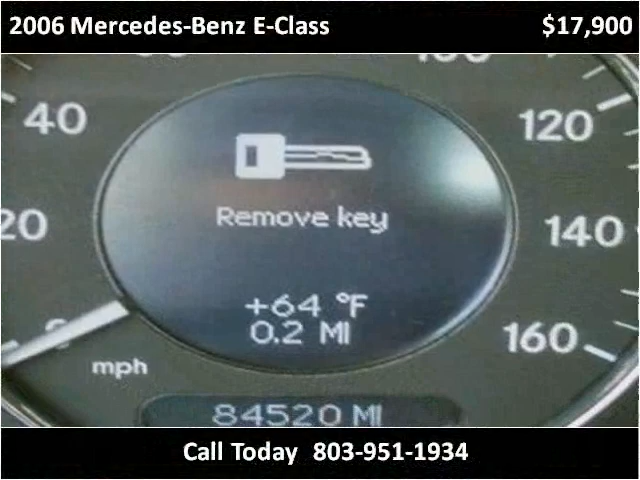 2006 Mercedes-Benz E-Class $17,900
40
120
Remove key
20
140
+64 °F
0.2 MI
160
mph
84520 MI
Call Today 803-951-1934